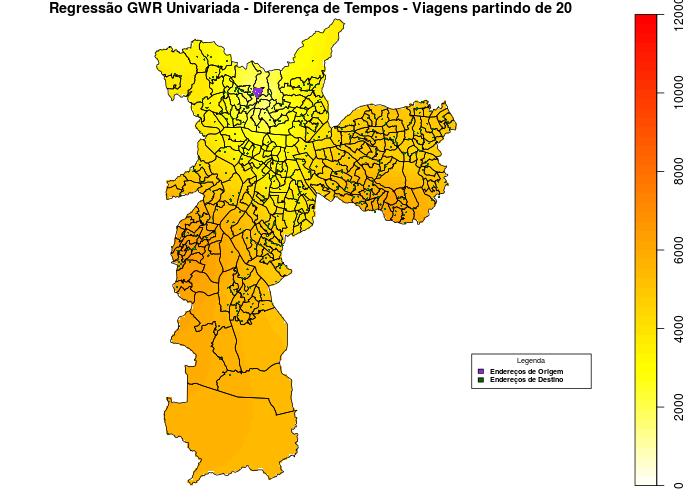 Regressão GWR Univariada - Diferença de Tempos - Viagens partindo de 20
12000
10000
8000
6000
4000
2000
0
Legenda
Endereços de Origem
Endereços de Destino